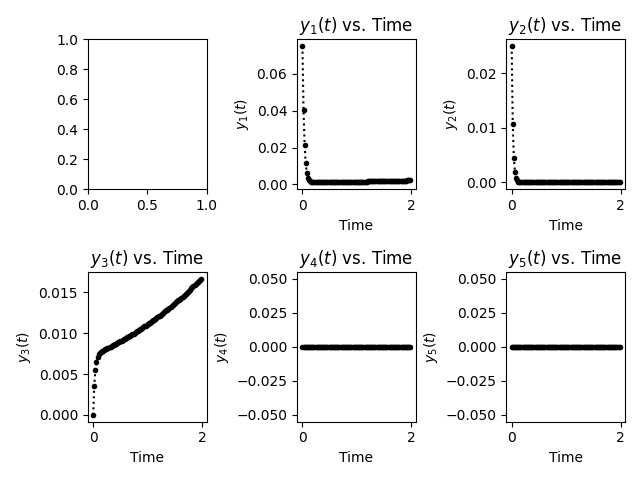 1.0
0.8
0.6
0.4
0.2
0.0
0.0 0.5 1.0
y₁(t) vs. Time
y₁(t)
0.06
0.04
0.02
0.00
0 2
Time
y₂(t) vs. Time
y₂(t)
0.02
0.01
0.00
0 2
Time
y₃(t) vs. Time
y₃(t)
0.015
0.010
0.005
0.000
0 2
Time
y₄(t) vs. Time
y₄(t)
0.050
0.025
0.000
−0.025
−0.050
0 2
Time
y₅(t) vs. Time
y₅(t)
0.050
0.025
0.000
−0.025
−0.050
0 2
Time